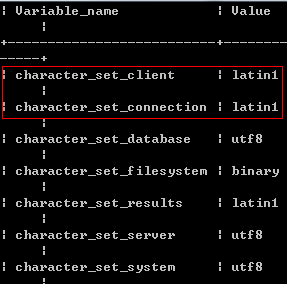 ¦ Variable_name ¦ Value
¦
+---------------------------+--------
-----+
¦ character_set_client ¦ latin1
¦
¦ character_set_connection ¦ latin1
¦
¦ character_set_database ¦ utf8
¦
¦ character_set_filesystem ¦ binary
¦
¦ character_set_results ¦ latin1
¦
¦ character_set_server ¦ utf8
¦
¦ character_set_system ¦ utf8
¦